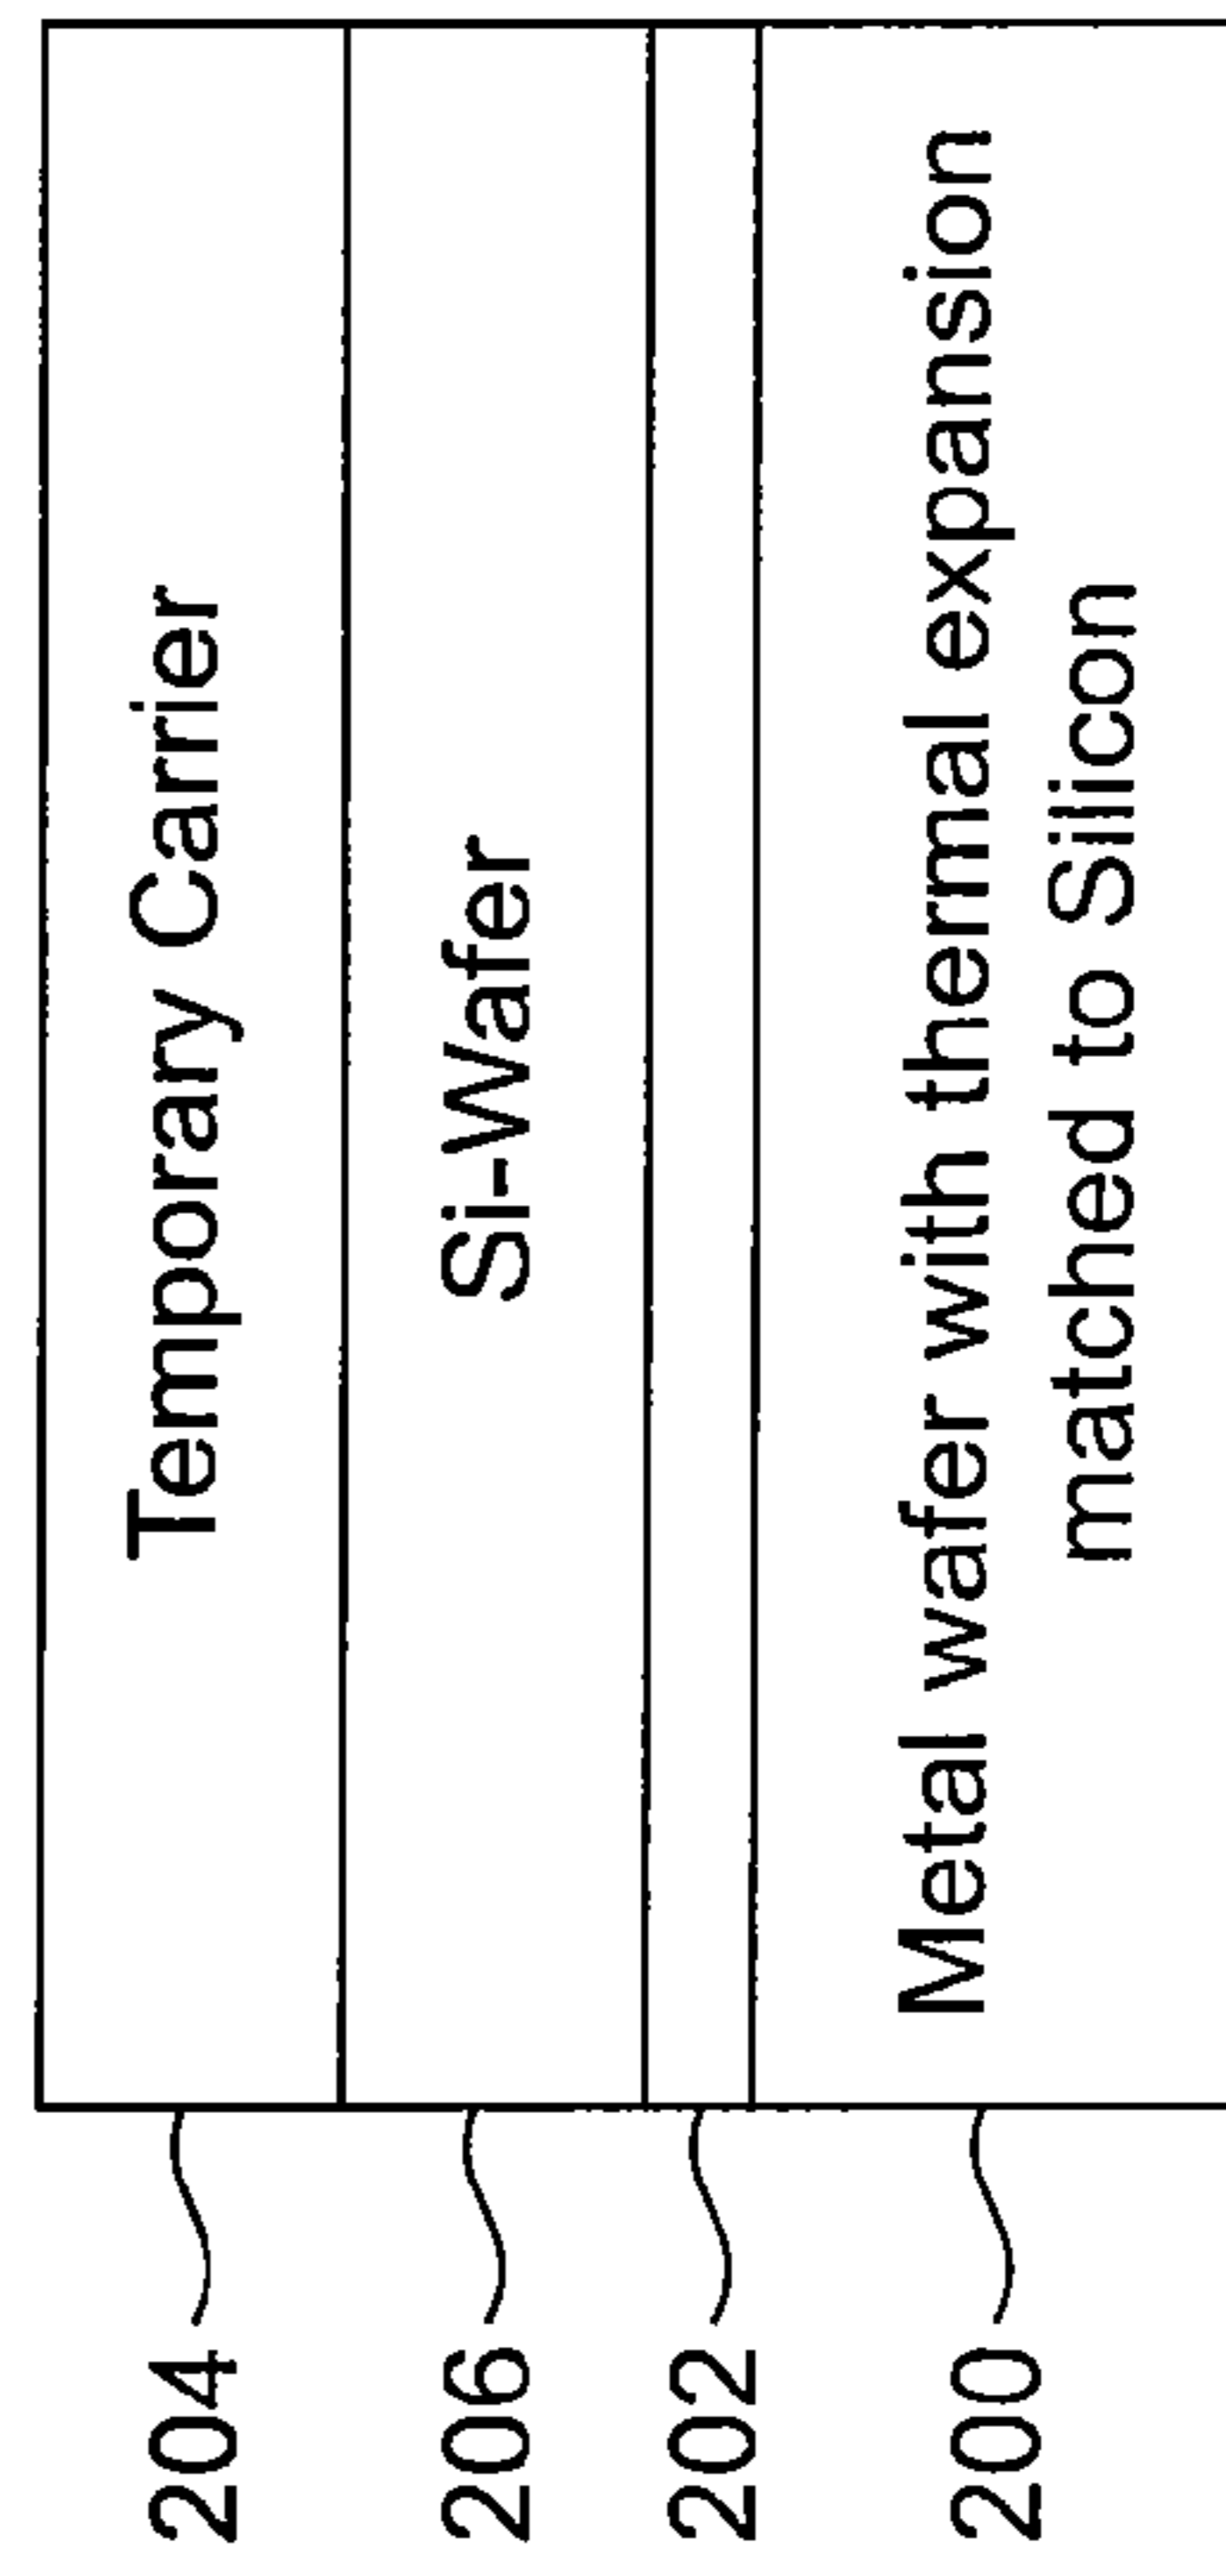 204
Temporary Carrier
206
Si-Wafer
202
200
Metal wafer with thermal expansion
matched to Silicon